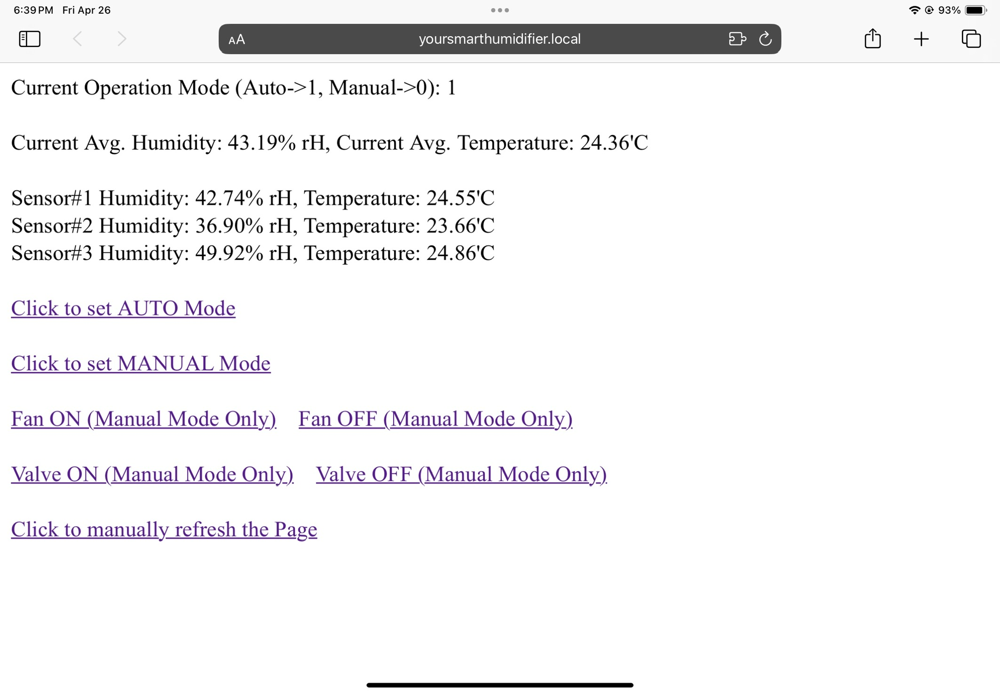 6:39 PM Fri Apr 26
93%
AA yoursmarthumidifier.local
Current Operation Mode (Auto->1, Manual->0): 1
Current Avg. Humidity: 43.19% rH, Current Avg. Temperature: 24.36'C
Sensor#1 Humidity: 42.74% rH, Temperature: 24.55'C
Sensor#2 Humidity: 36.90% rH, Temperature: 23.66'C
Sensor#3 Humidity: 49.92% rH, Temperature: 24.86'C
Click to set AUTO Mode
Click to set MANUAL Mode
Fan ON (Manual Mode Only) Fan OFF (Manual Mode Only)
Valve ON (Manual Mode Only) Valve OFF (Manual Mode Only)
Click to manually refresh the Page